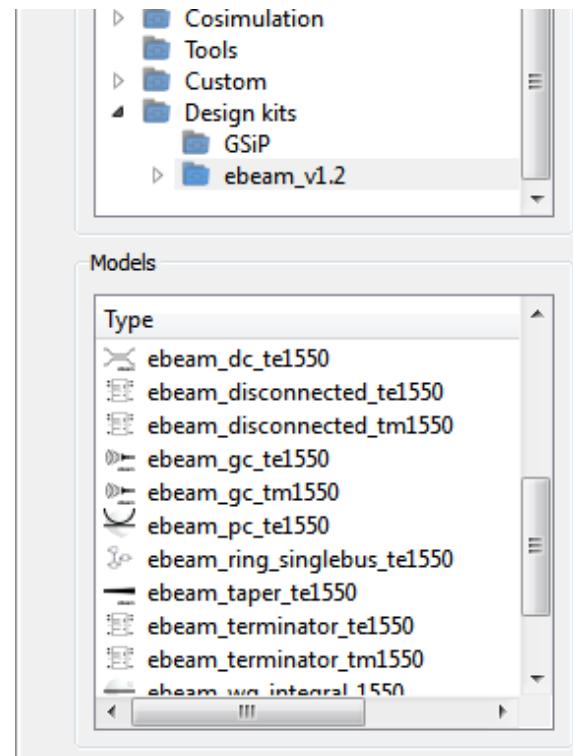 Cosimulation
Tools
Custom
Design kits
GSiP
ebeam_v1.2
Models
Type
ebeam_dc_te1550
ebeam_disconnected_te1550
ebeam_disconnected_tm1550
ebeam_gc_te1550
ebeam_gc_tm1550
ebeam_pc_te1550
ebeam_ring_singlebus_te1550
ebeam_taper_te1550
ebeam_terminator_te1550
ebeam_terminator_tm1550
ebeam_wg_integral_1550